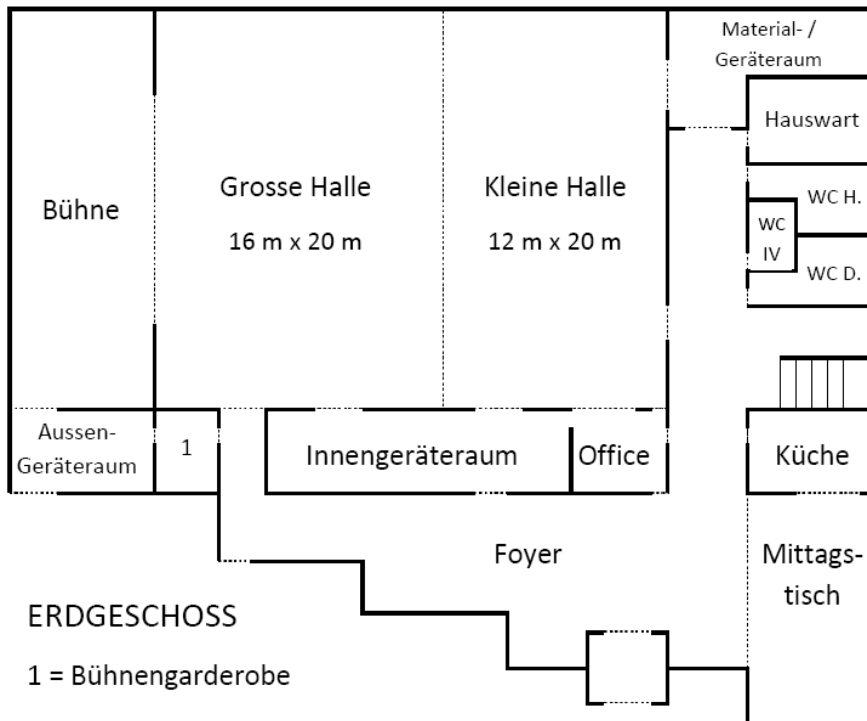 Material- /
Geräteraum
Hauswart
Bühne
Grosse Halle
16 m x 20 m
Kleine Halle
12 m x 20 m
WC H.
WC
IV
WC D.
Aussen-
Geräteraum
1
Innengeräteraum
Office
Küche
Foyer
Mittags-
tisch
ERDGESCHOSS
1 = Bühnengarderobe